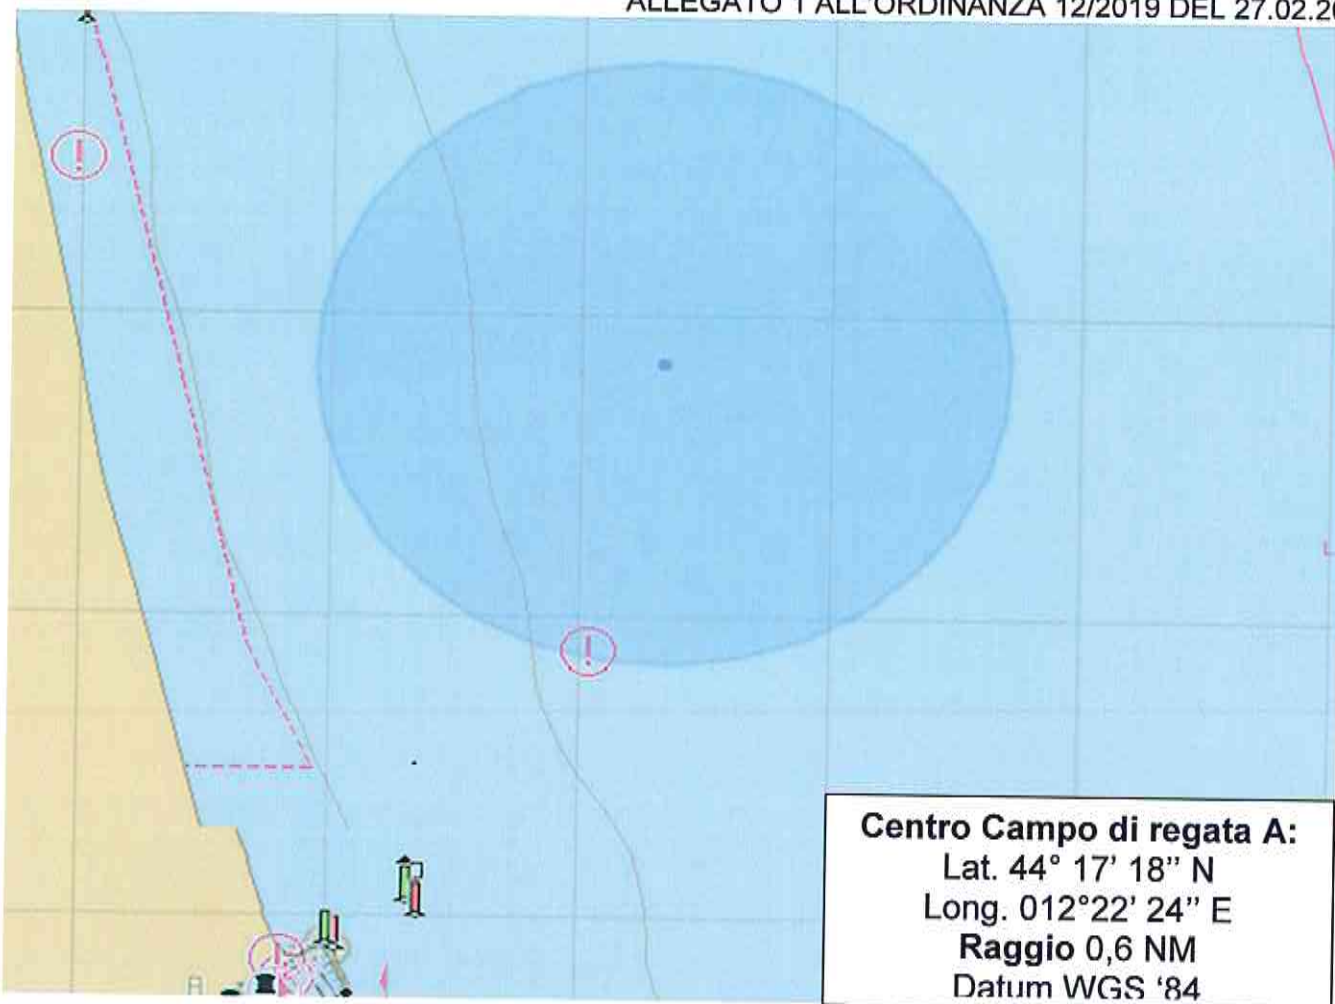 ALLEGATO 1 ALL'ORDINANZA 12/2019 DEL 27.02.20
Centro Campo di regata A:
Lat. 44° 17' 18" N
Long. 012°22' 24" E
Raggio 0,6 NM
Datum WGS '84